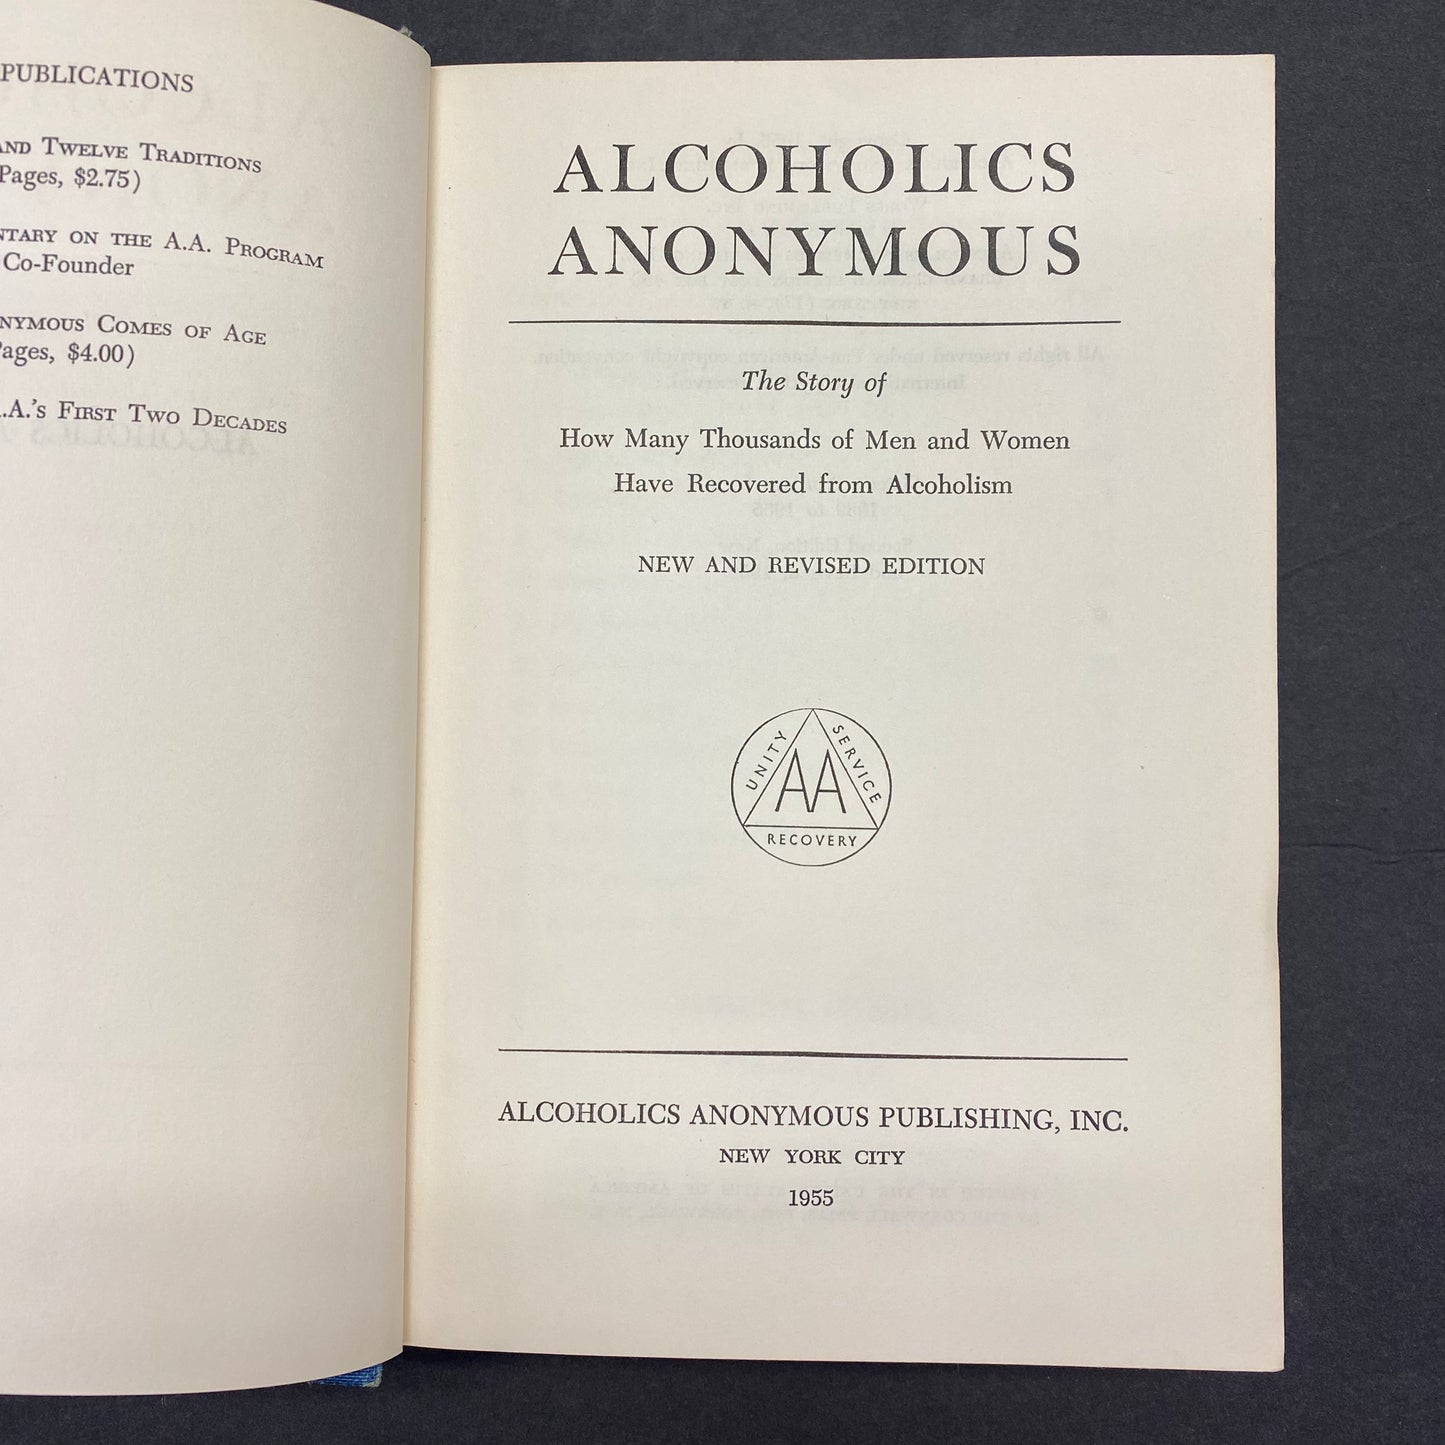 PUBLICATIONS
AND TWELVE TRADITIONS
Pages, $2.75)
NTARY ON THE A.A. PROGRAM
Co-Founder
NYMOUS COMES OF AGE
Pages, $4.00)
A.A.'S FIRST TWO DECADES
ALCOHOLICS
ANONYMOUS
The Story of
How Many Thousands of Men and Women
Have Recovered from Alcoholism
NEW AND REVISED EDITION
UNITY
SERVICE
AA
RECOVERY
ALCOHOLICS ANONYMOUS PUBLISHING, INC.
NEW YORK CITY
1955